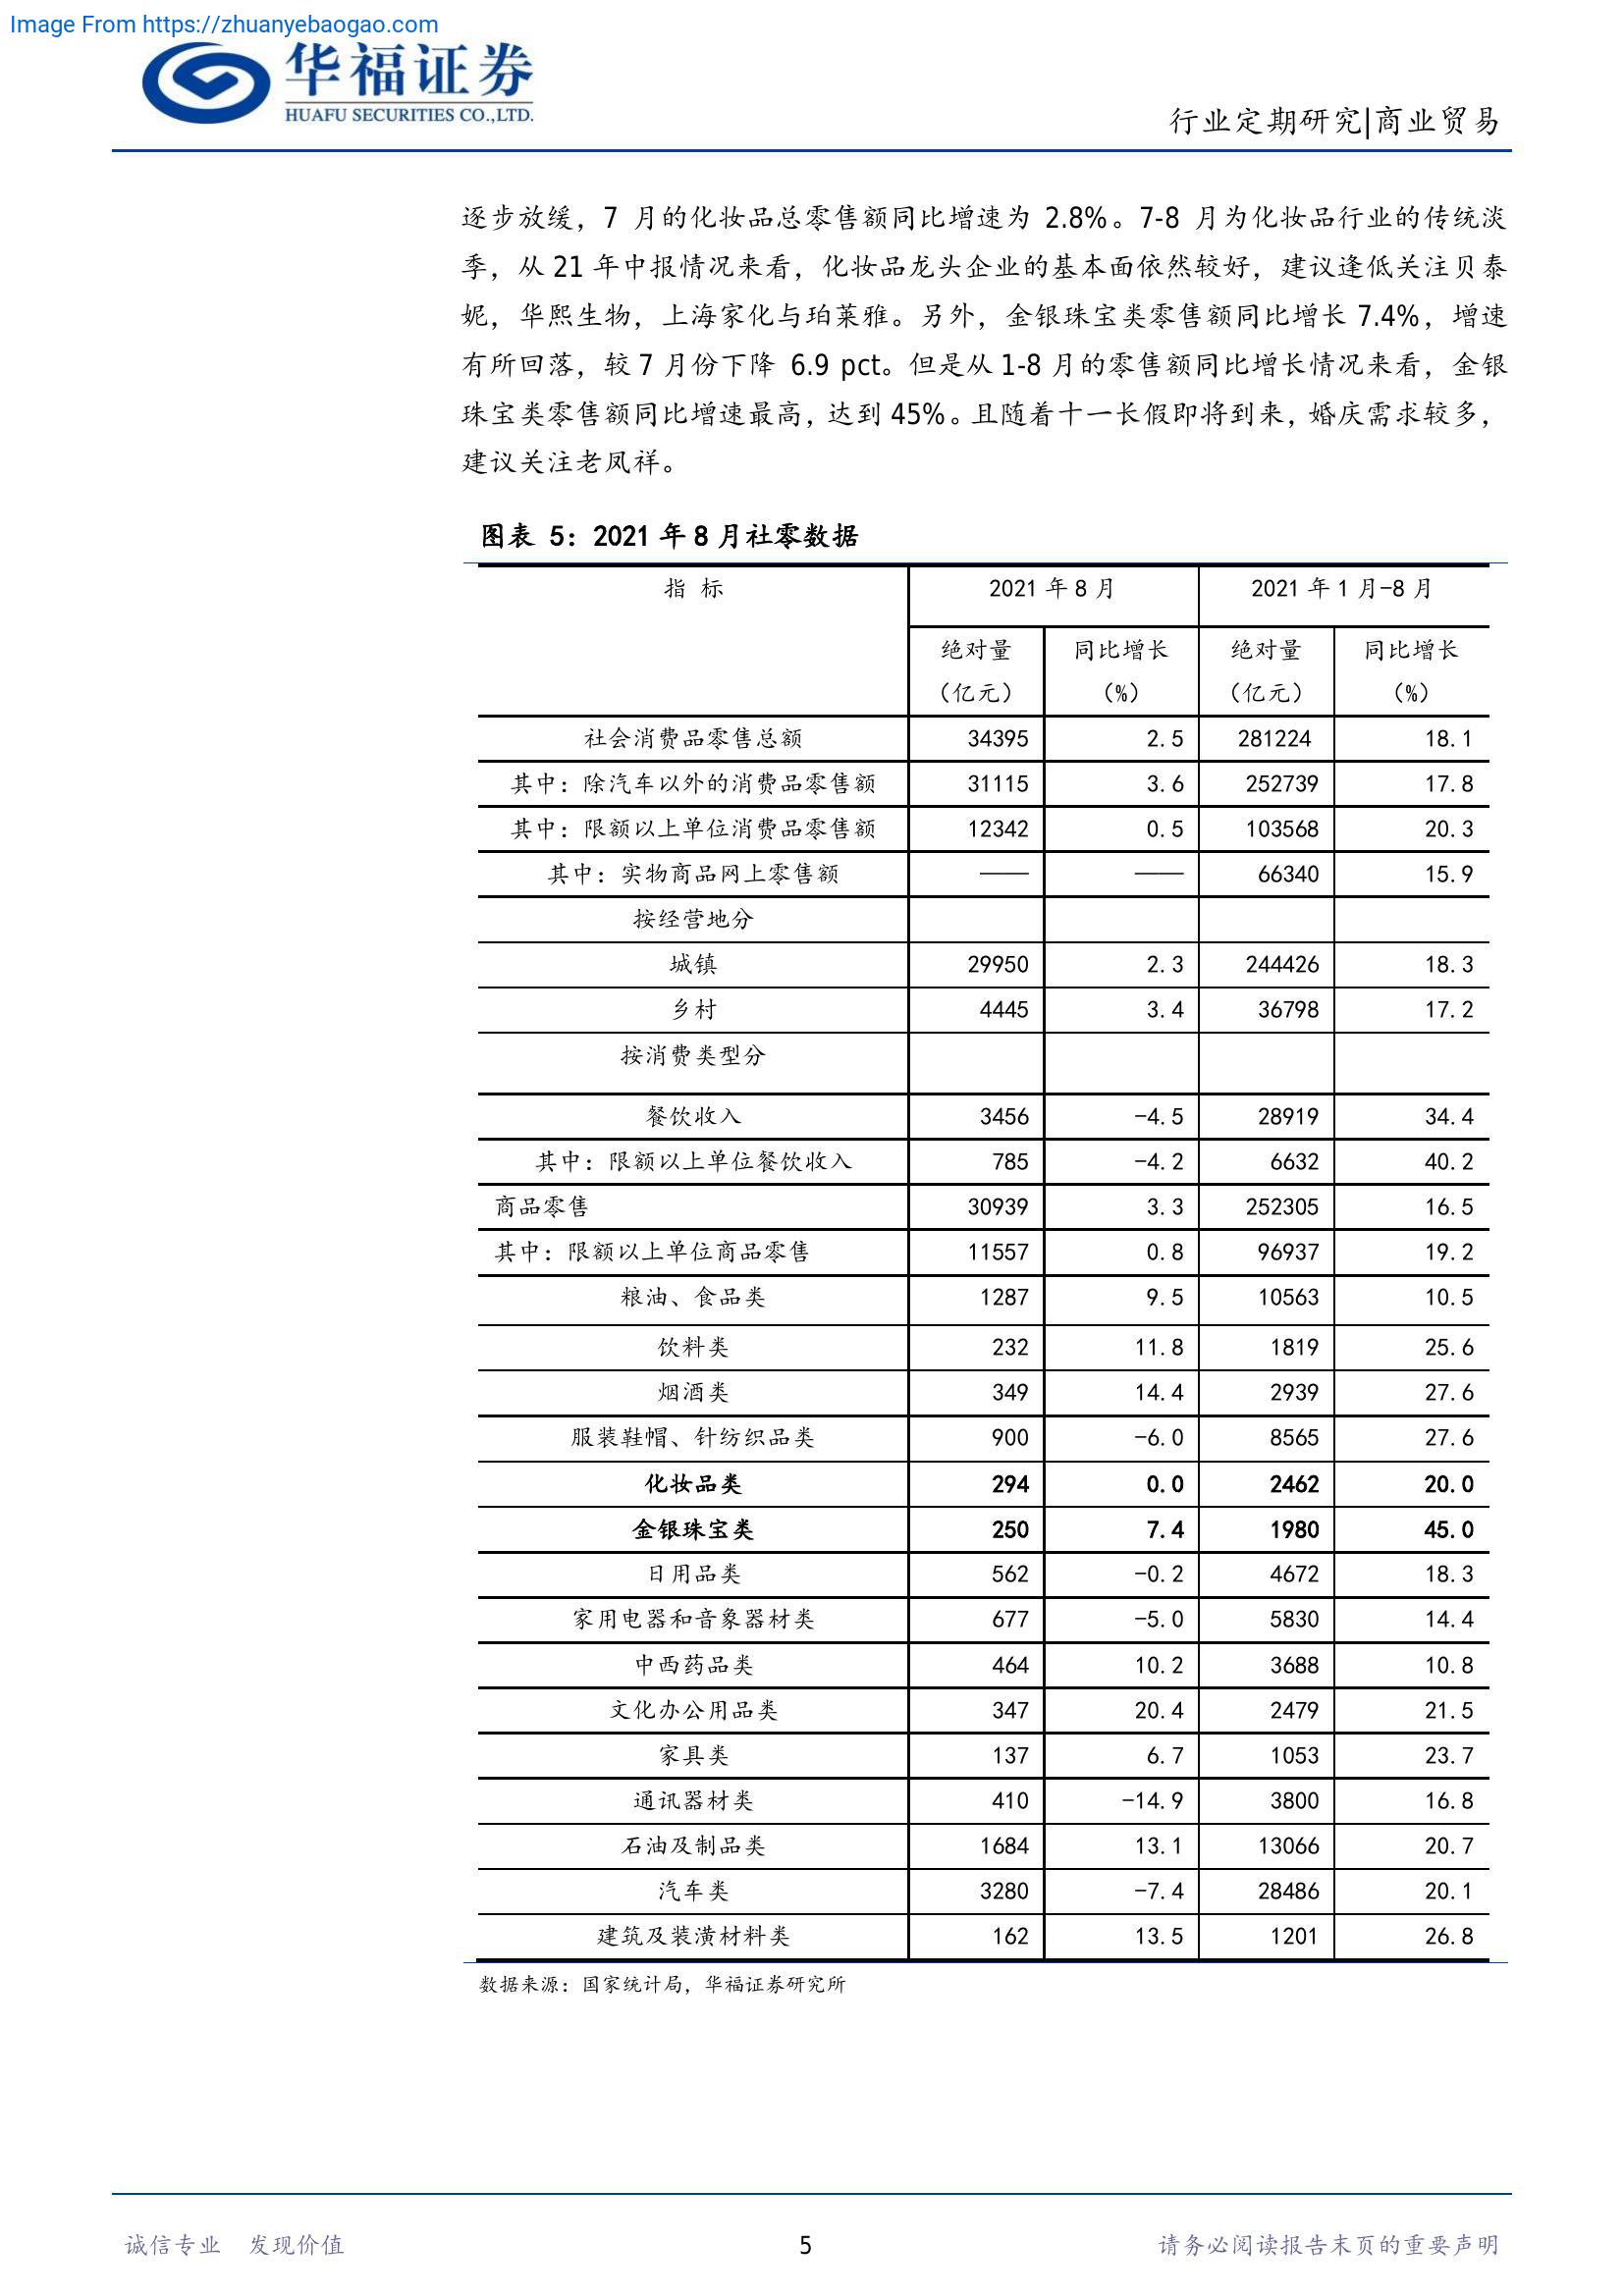 Image From https://zhuanyebaogao.com
华福证券
HUAFU SECURITIES CO.,LTD.
行业定期研究|商业贸易
逐步放缓，7 月的化妆品总零售额同比增速为 2.8%。7-8 月为化妆品行业的传统淡
季，从 21 年中报情况来看，化妆品龙头企业的基本面依然较好，建议逢低关注贝泰
妮，华熙生物，上海家化与珀莱雅。另外，金银珠宝类零售额同比增长 7.4%，增速
有所回落，较 7 月份下降 6.9 pct。但是从 1-8 月的零售额同比增长情况来看，金银
珠宝类零售额同比增速最高，达到 45%。且随着十一长假即将到来，婚庆需求较多，
建议关注老凤祥。
图表 5：2021 年 8 月社零数据
指 标 2021 年 8 月 2021 年 1 月-8 月
绝对量 同比增长 绝对量 同比增长
（亿元） （%） （亿元） （%）
社会消费品零售总额 34395 2.5 281224 18.1
其中：除汽车以外的消费品零售额 31115 3.6 252739 17.8
其中：限额以上单位消费品零售额 12342 0.5 103568 20.3
其中：实物商品网上零售额 —— —— 66340 15.9
按经营地分
城镇 29950 2.3 244426 18.3
乡村 4445 3.4 36798 17.2
按消费类型分
餐饮收入 3456 -4.5 28919 34.4
其中：限额以上单位餐饮收入 785 -4.2 6632 40.2
商品零售 30939 3.3 252305 16.5
其中：限额以上单位商品零售 11557 0.8 96937 19.2
粮油、食品类 1287 9.5 10563 10.5
饮料类 232 11.8 1819 25.6
烟酒类 349 14.4 2939 27.6
服装鞋帽、针纺织品类 900 -6.0 8565 27.6
化妆品类 294 0.0 2462 20.0
金银珠宝类 250 7.4 1980 45.0
日用品类 562 -0.2 4672 18.3
家用电器和音象器材类 677 -5.0 5830 14.4
中西药品类 464 10.2 3688 10.8
文化办公用品类 347 20.4 2479 21.5
家具类 137 6.7 1053 23.7
通讯器材类 410 -14.9 3800 16.8
石油及制品类 1684 13.1 13066 20.7
汽车类 3280 -7.4 28486 20.1
建筑及装潢材料类 162 13.5 1201 26.8
数据来源：国家统计局，华福证券研究所
诚信专业 发现价值 5 请务必阅读报告末页的重要声明